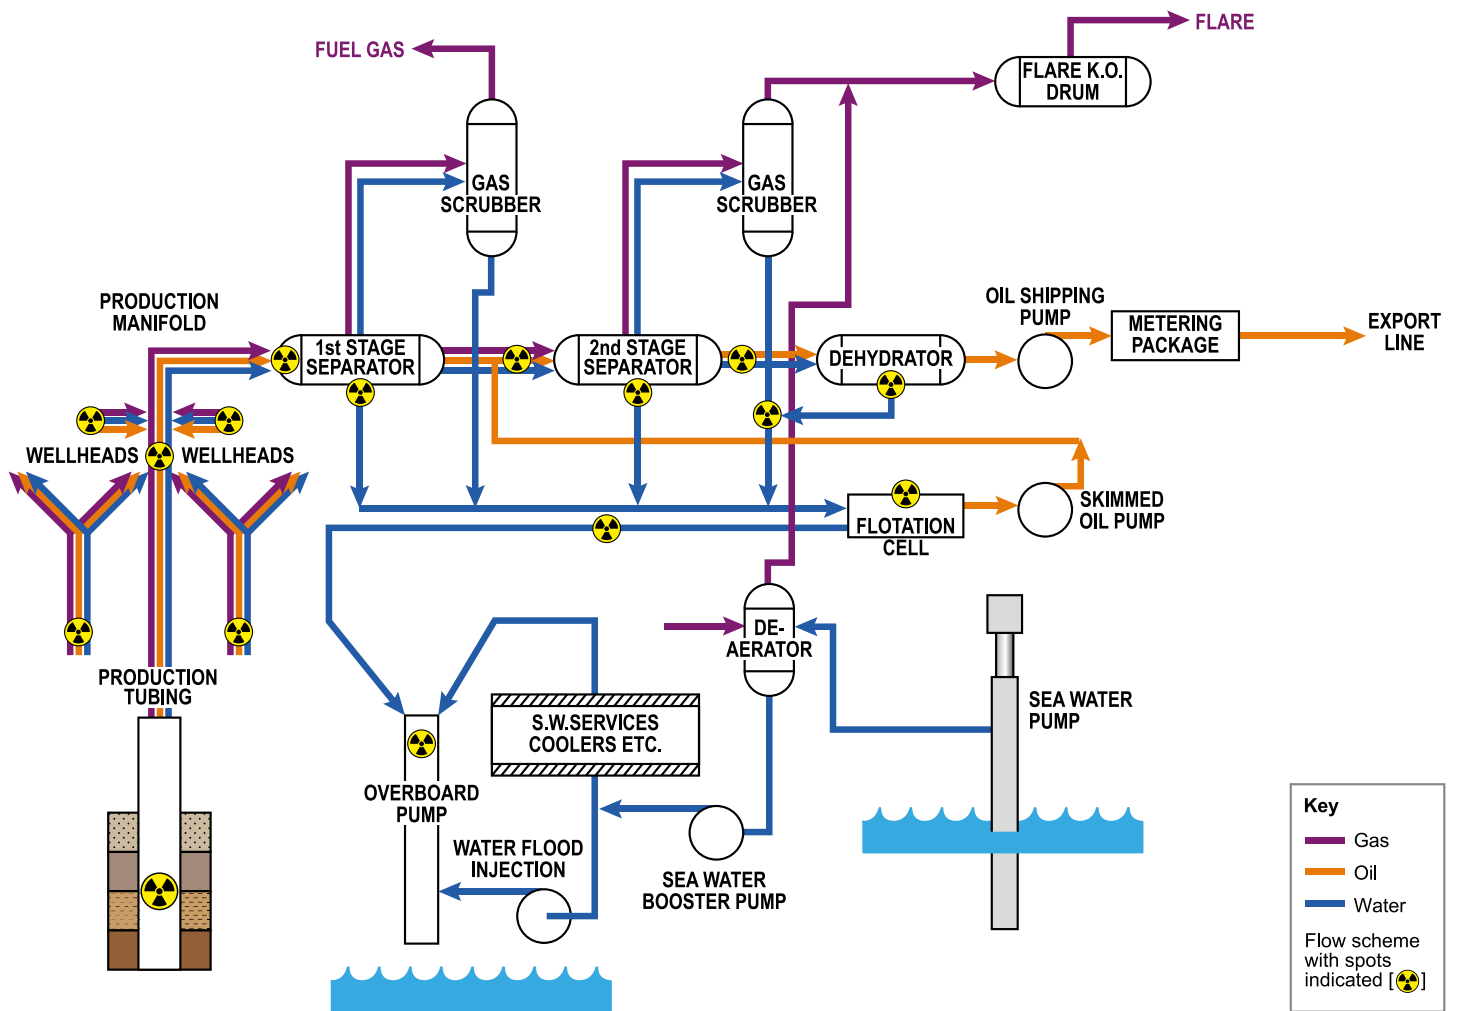 FUEL GAS
FLARE
FLARE K.O.
DRUM
GAS
SCRUBBER
GAS
SCRUBBER
PRODUCTION
MANIFOLD
1st STAGE
SEPARATOR
2nd STAGE
SEPARATOR
DEHYDRATOR
OIL SHIPPING
PUMP
METERING
PACKAGE
EXPORT
LINE
WELLHEADS
WELLHEADS
FLOTATION
CELL
SKIMMED
OIL PUMP
PRODUCTION
TUBING
DE-
AERATOR
SEA WATER
PUMP
S.W.SERVICES
COOLERS ETC.
OVERBOARD
PUMP
WATER FLOOD
INJECTION
SEA WATER
BOOSTER PUMP
Key
Gas
Oil
Water
Flow scheme
with spots
indicated [ ]